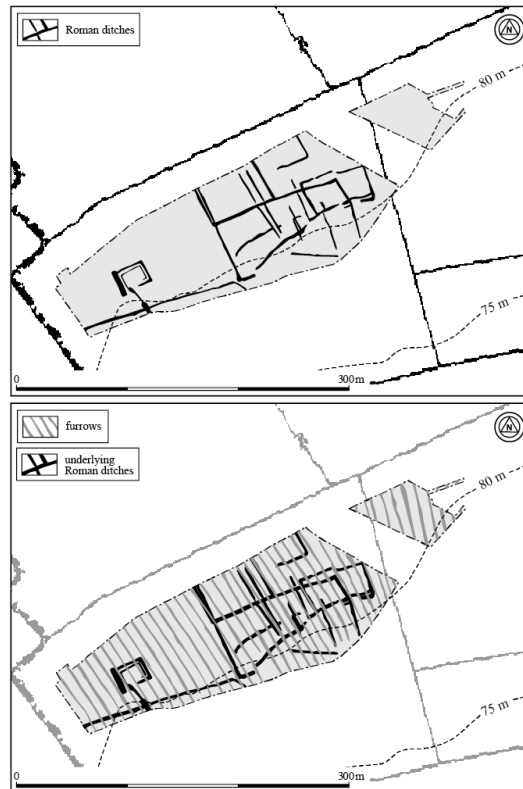 Roman ditches
N
80 m
75 m
0
300m
furrows
N
underlying
Roman ditches
80 m
75 m
0
300m